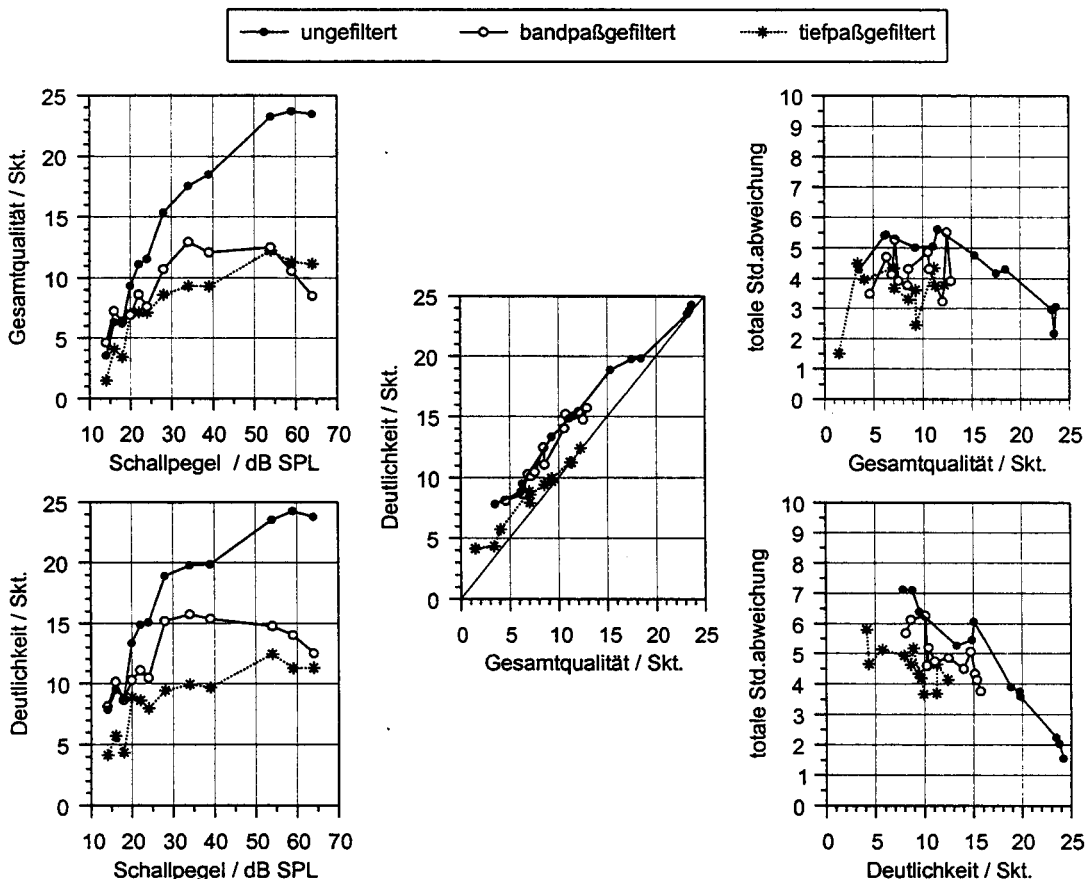 ungefiltert bandpaßgefiltert tiefpaßgefiltert
Gesamtqualität / Skt.
25
20
15
10
5
0
10 20 30 40 50 60 70
Schallpegel / dB SPL
Deutlichkeit / Skt.
25
20
15
10
5
0
10 20 30 40 50 60 70
Schallpegel / dB SPL
Deutlichkeit / Skt.
25
20
15
10
5
0
0 5 10 15 20 25
Gesamtqualität / Skt.
totale Std.abweichung
10
9
8
7
6
5
4
3
2
1
0
0 5 10 15 20 25
Gesamtqualität / Skt.
totale Std.abweichung
10
9
8
7
6
5
4
3
2
1
0
0 5 10 15 20 25
Deutlichkeit / Skt.